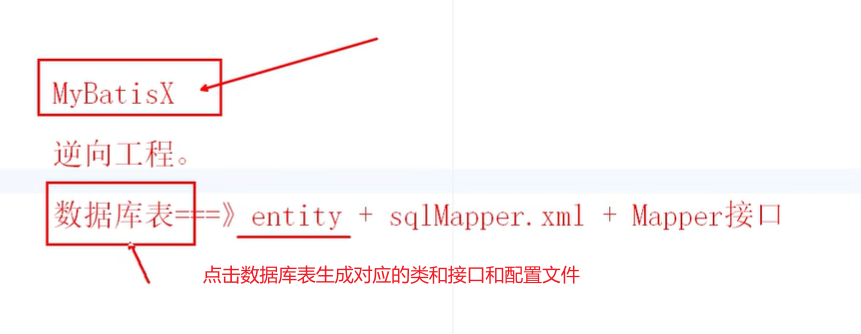 MyBatisX
逆向工程。
数据库表===》entity + sqlMapper.xml + Mapper接口
点击数据库表生成对应的类和接口和配置文件